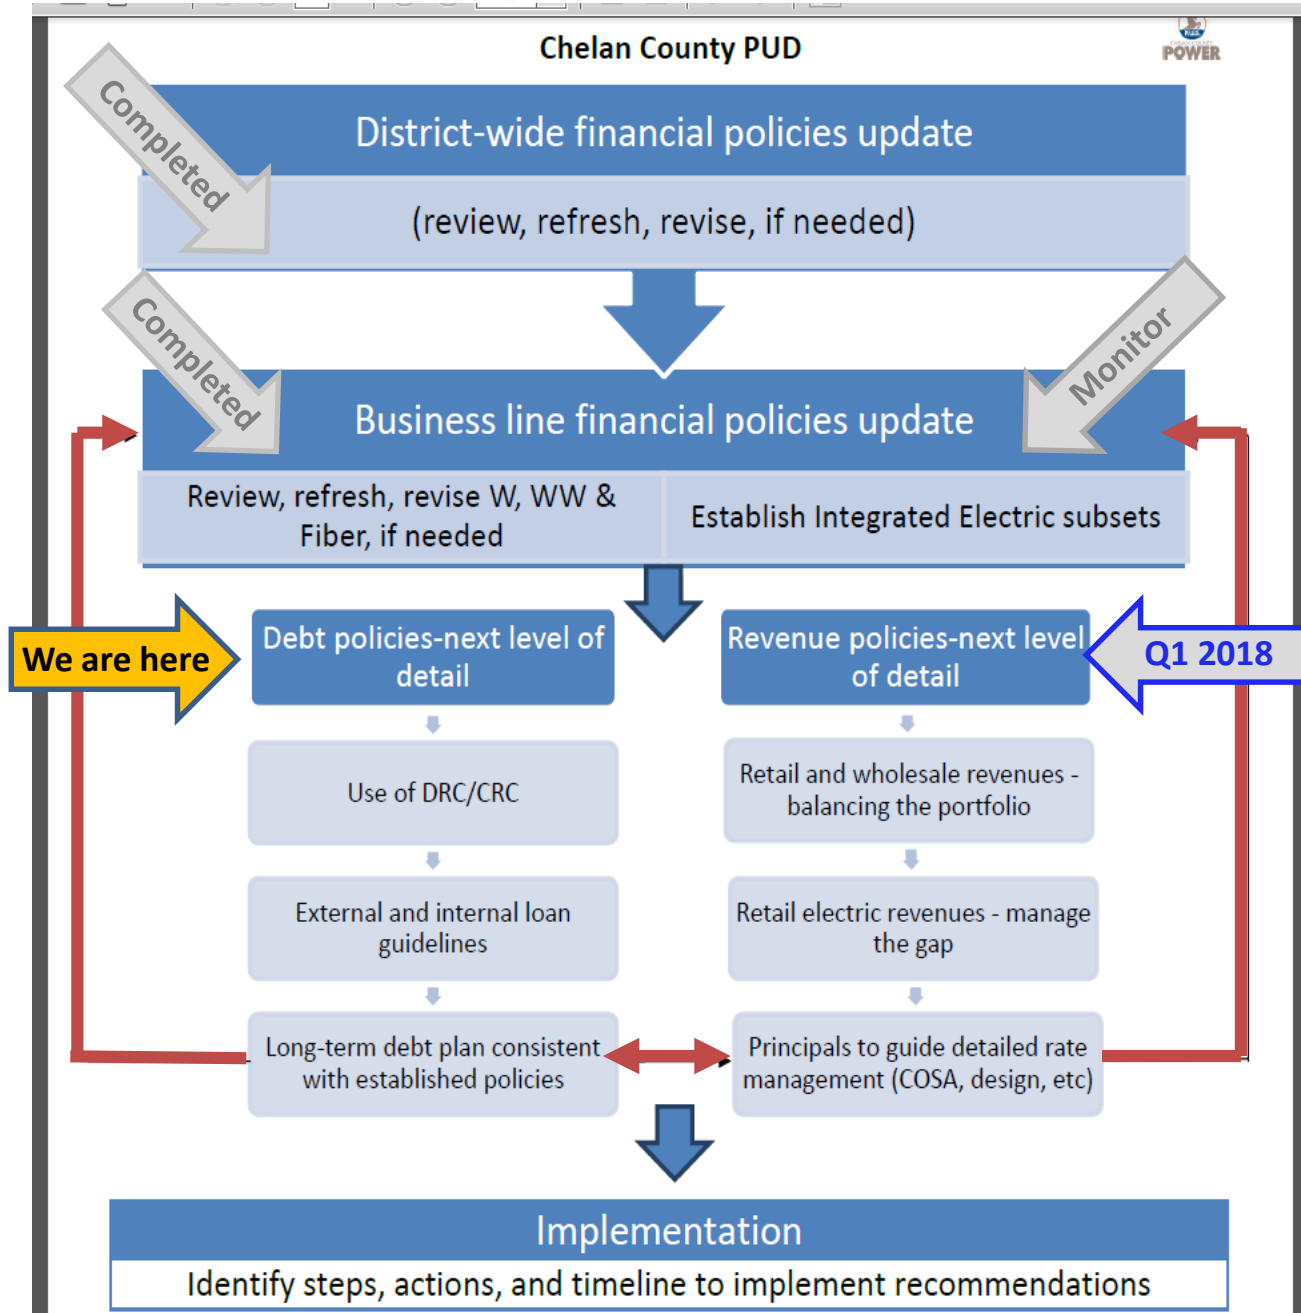 Chelan County PUD
POWER
Completed
District-wide financial policies update
(review, refresh, revise, if needed)
Completed
Monitor
Business line financial policies update
Review, refresh, revise W, WW &
Fiber, if needed
Establish Integrated Electric subsets
We are here
Debt policies-next level of
detail
Revenue policies-next level
of detail
Q1 2018
Use of DRC/CRC
Retail and wholesale revenues -
balancing the portfolio
External and internal loan
guidelines
Retail electric revenues - manage
the gap
Long-term debt plan consistent
with established policies
Principals to guide detailed rate
management (COSA, design, etc)
Implementation
Identify steps, actions, and timeline to implement recommendations